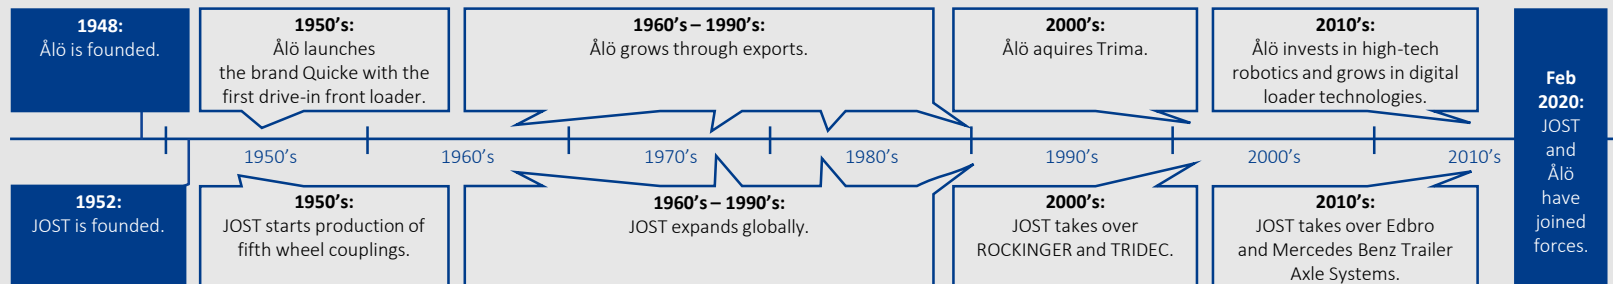 1948:
Ålö is founded.
1950's:
Ålö launches
the brand Quicke with the
first drive-in front loader.
1960's – 1990's:
Ålö grows through exports.
2000's:
Ålö aquires Trima.
2010's:
Ålö invests in high-tech
robotics and grows in digital
loader technologies.
Feb
2020:
JOST
and
Ålö
have
joined
forces.
1950's
1960's
1970's
1980's
1990's
2000's
2010's
1952:
JOST is founded.
1950's:
JOST starts production of
fifth wheel couplings.
1960's – 1990's:
JOST expands globally.
2000's:
JOST takes over
ROCKINGER and TRIDEC.
2010's:
JOST takes over Edbro
and Mercedes Benz Trailer
Axle Systems.